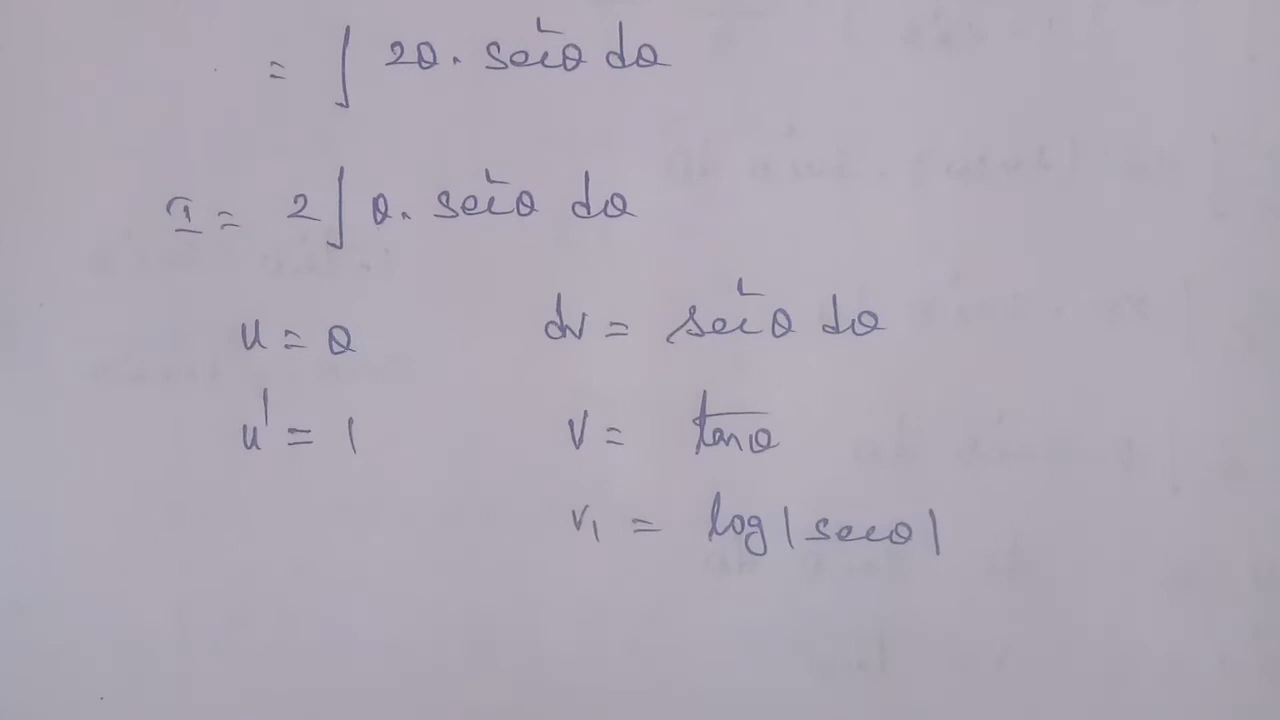 = ∫ 2θ. sec²θ dθ
I = 2 ∫ θ. sec²θ dθ
u = θ dv = sec²θ dθ
u' = 1 v = tanθ
v₁ = log|secθ|